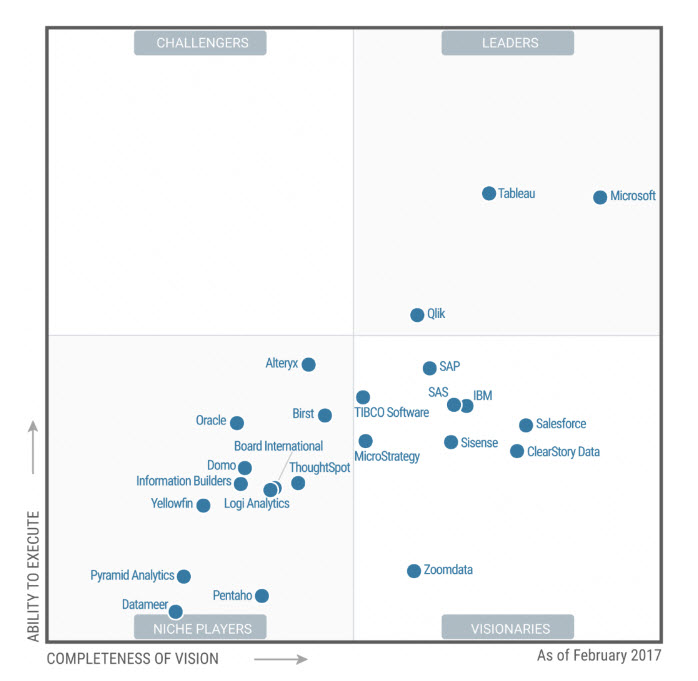 CHALLENGERS
LEADERS
Tableau
Microsoft
Qlik
Alteryx
SAP
SAS
IBM
TIBCO Software
Birst
Oracle
Salesforce
Sisense
ClearStory Data
MicroStrategy
Board International
Domo
ThoughtSpot
Information Builders
Yellowfin
Logi Analytics
Zoomdata
Pyramid Analytics
Pentaho
Datameer
NICHE PLAYERS
VISIONARIES
ABILITY TO EXECUTE
COMPLETENESS OF VISION
As of February 2017